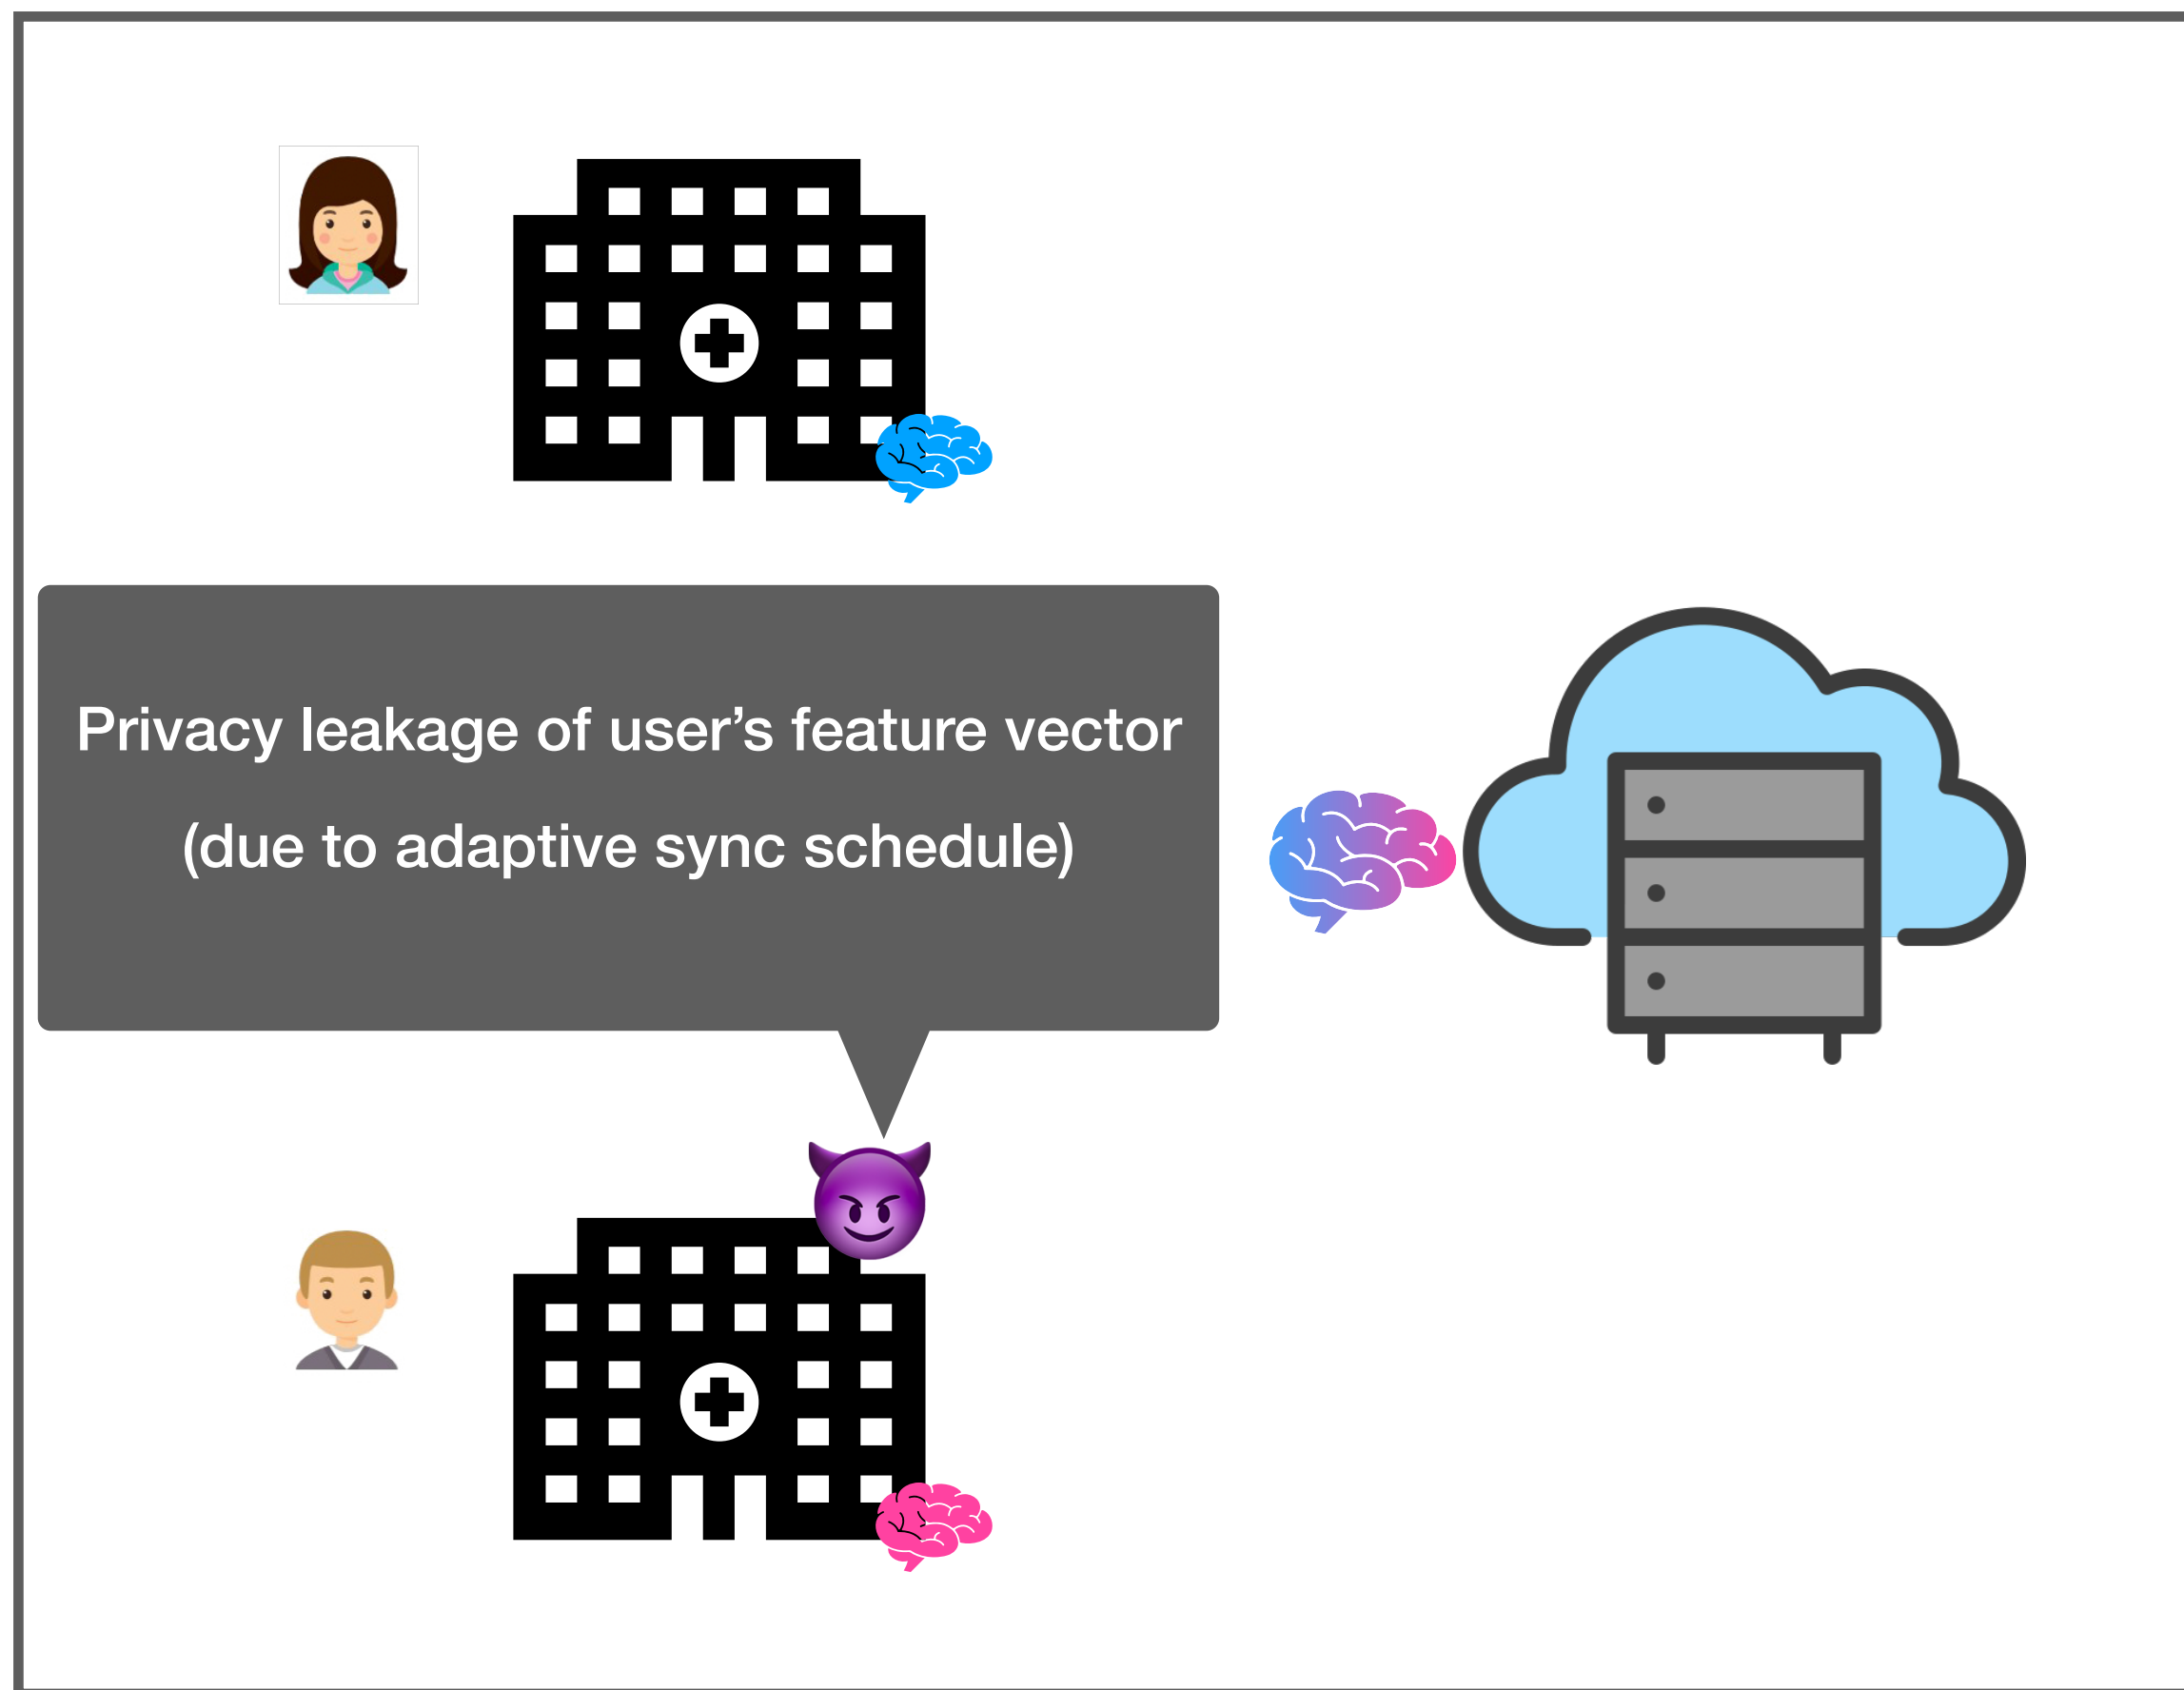 Privacy leakage of user’s feature vector
(due to adaptive sync schedule)